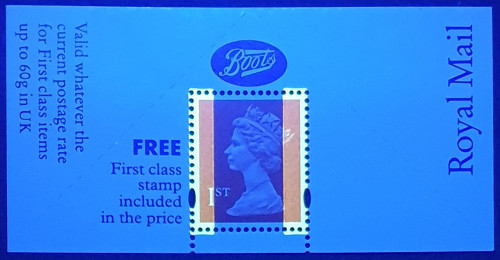 Valid whatever the
current postage rate
for First class items
up to 60g in UK
Boots
FREE
First class
stamp
included
in the price
1ST
Royal Mail